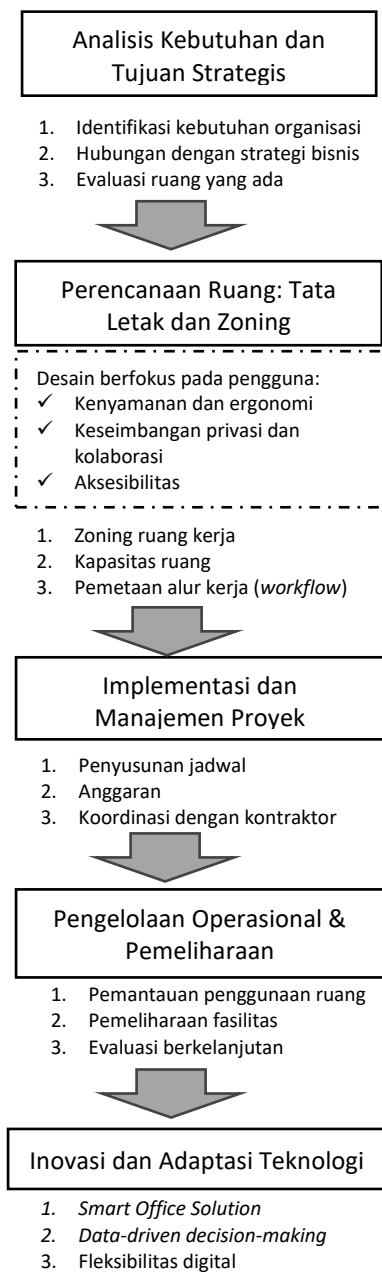 Analisis Kebutuhan dan
Tujuan Strategis
1. Identifikasi kebutuhan organisasi
2. Hubungan dengan strategi bisnis
3. Evaluasi ruang yang ada
Perencanaan Ruang: Tata
Letak dan Zoning
Desain berfokus pada pengguna:
✓ Kenyamanan dan ergonomi
✓ Keseimbangan privasi dan
kolaborasi
✓ Aksesibilitas
1. Zoning ruang kerja
2. Kapasitas ruang
3. Pemetaan alur kerja (workflow)
Implementasi dan
Manajemen Proyek
1. Penyusunan jadwal
2. Anggaran
3. Koordinasi dengan kontraktor
Pengelolaan Operasional &
Pemeliharaan
1. Pemantauan penggunaan ruang
2. Pemeliharaan fasilitas
3. Evaluasi berkelanjutan
Inovasi dan Adaptasi Teknologi
1. Smart Office Solution
2. Data-driven decision-making
3. Fleksibilitas digital